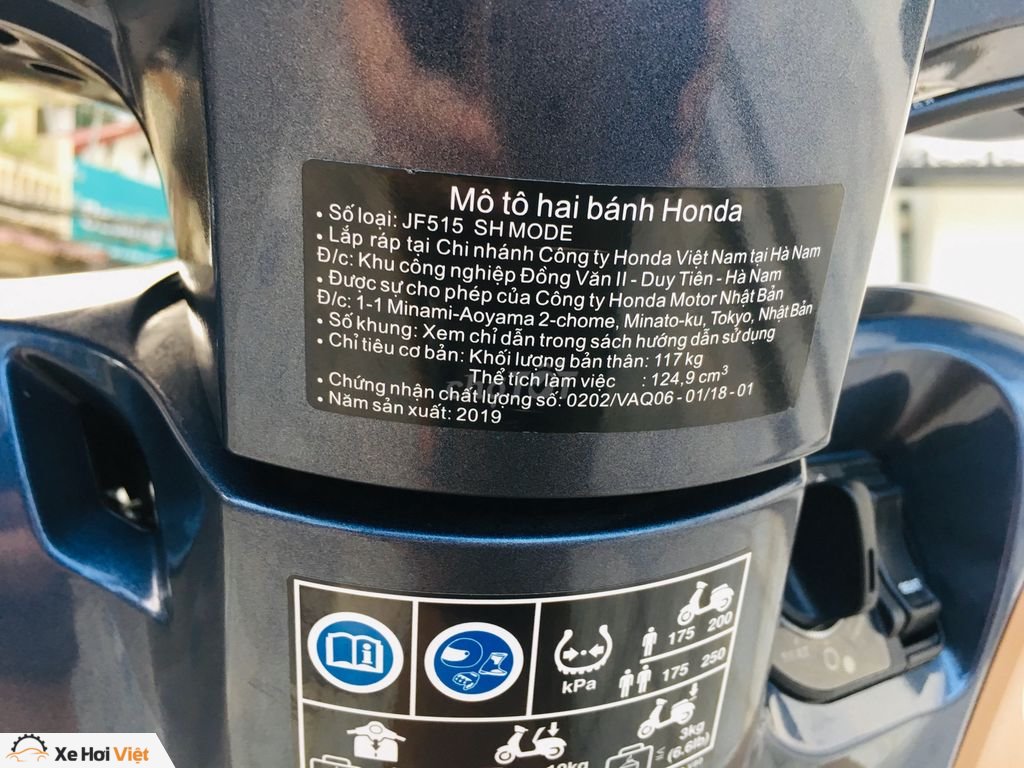 Mô tô hai bánh Honda
• Số loại: JF515 SH MODE
• Lắp ráp tại Chi nhánh Công ty Honda Việt Nam tại Hà Nam
Đ/c: Khu công nghiệp Đồng Văn II - Duy Tiên - Hà Nam
• Được sự cho phép của Công ty Honda Motor Nhật Bản
Đ/c: 1-1 Minami-Aoyama 2-chome, Minato-ku, Tokyo, Nhật Bản
• Số khung: Xem chỉ dẫn trong sách hướng dẫn sử dụng
• Chỉ tiêu cơ bản: Khối lượng bản thân: 117 kg
Thể tích làm việc : 124,9 cm³
• Chứng nhận chất lượng số: 0202/VAQ06 - 01/18 - 01
• Năm sản xuất: 2019
175 200
kPa
175 250
3kg
(6.6lb)
10kg
Xe Hơi Việt